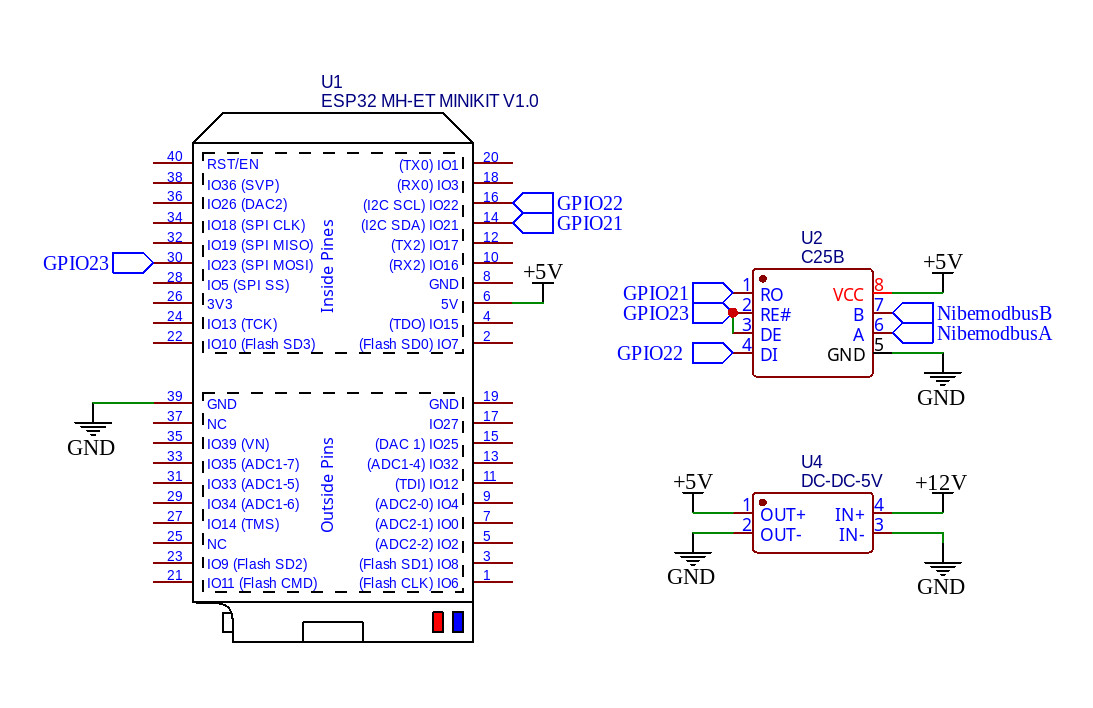 U1
ESP32 MH-ET MINIKIT V1.0
40 RST/EN (TX0) IO1 20
38 IO36 (SVP) (RX0) IO3 18
36 IO26 (DAC2) (I2C SCL) IO22 16 GPIO22
34 IO18 (SPI CLK) (I2C SDA) IO21 14 GPIO21
32 IO19 (SPI MISO) (TX2) IO17 12
GPIO23 30 IO23 (SPI MOSI) (RX2) IO16 10
28 IO5 (SPI SS) GND 8
+5V
26 3V3 5V 6
24 IO13 (TCK) (TDO) IO15 4
22 IO10 (Flash SD3) (Flash SD0) IO7 2
Inside Pines
39 GND GND 19
GND
37 NC IO27 17
35 IO39 (VN) (DAC 1) IO25 15
33 IO35 (ADC1-7) (ADC1-4) IO32 13
31 IO33 (ADC1-5) (TDI) IO12 11
29 IO34 (ADC1-6) (ADC2-0) IO4 9
27 IO14 (TMS) (ADC2-1) IO0 7
25 NC (ADC2-2) IO2 5
23 IO9 (Flash SD2) (Flash SD1) IO8 3
21 IO11 (Flash CMD) (Flash CLK) IO6 1
Outside Pins
U2
C25B
+5V
GPIO21 1 RO VCC 8
GPIO23 2 RE# B 7 NibemodbusB
3 DE A 6 NibemodbusA
GPIO22 4 DI GND 5
GND
U4
DC-DC-5V
+5V +12V
1 OUT+ IN+ 4
2 OUT- IN- 3
GND GND